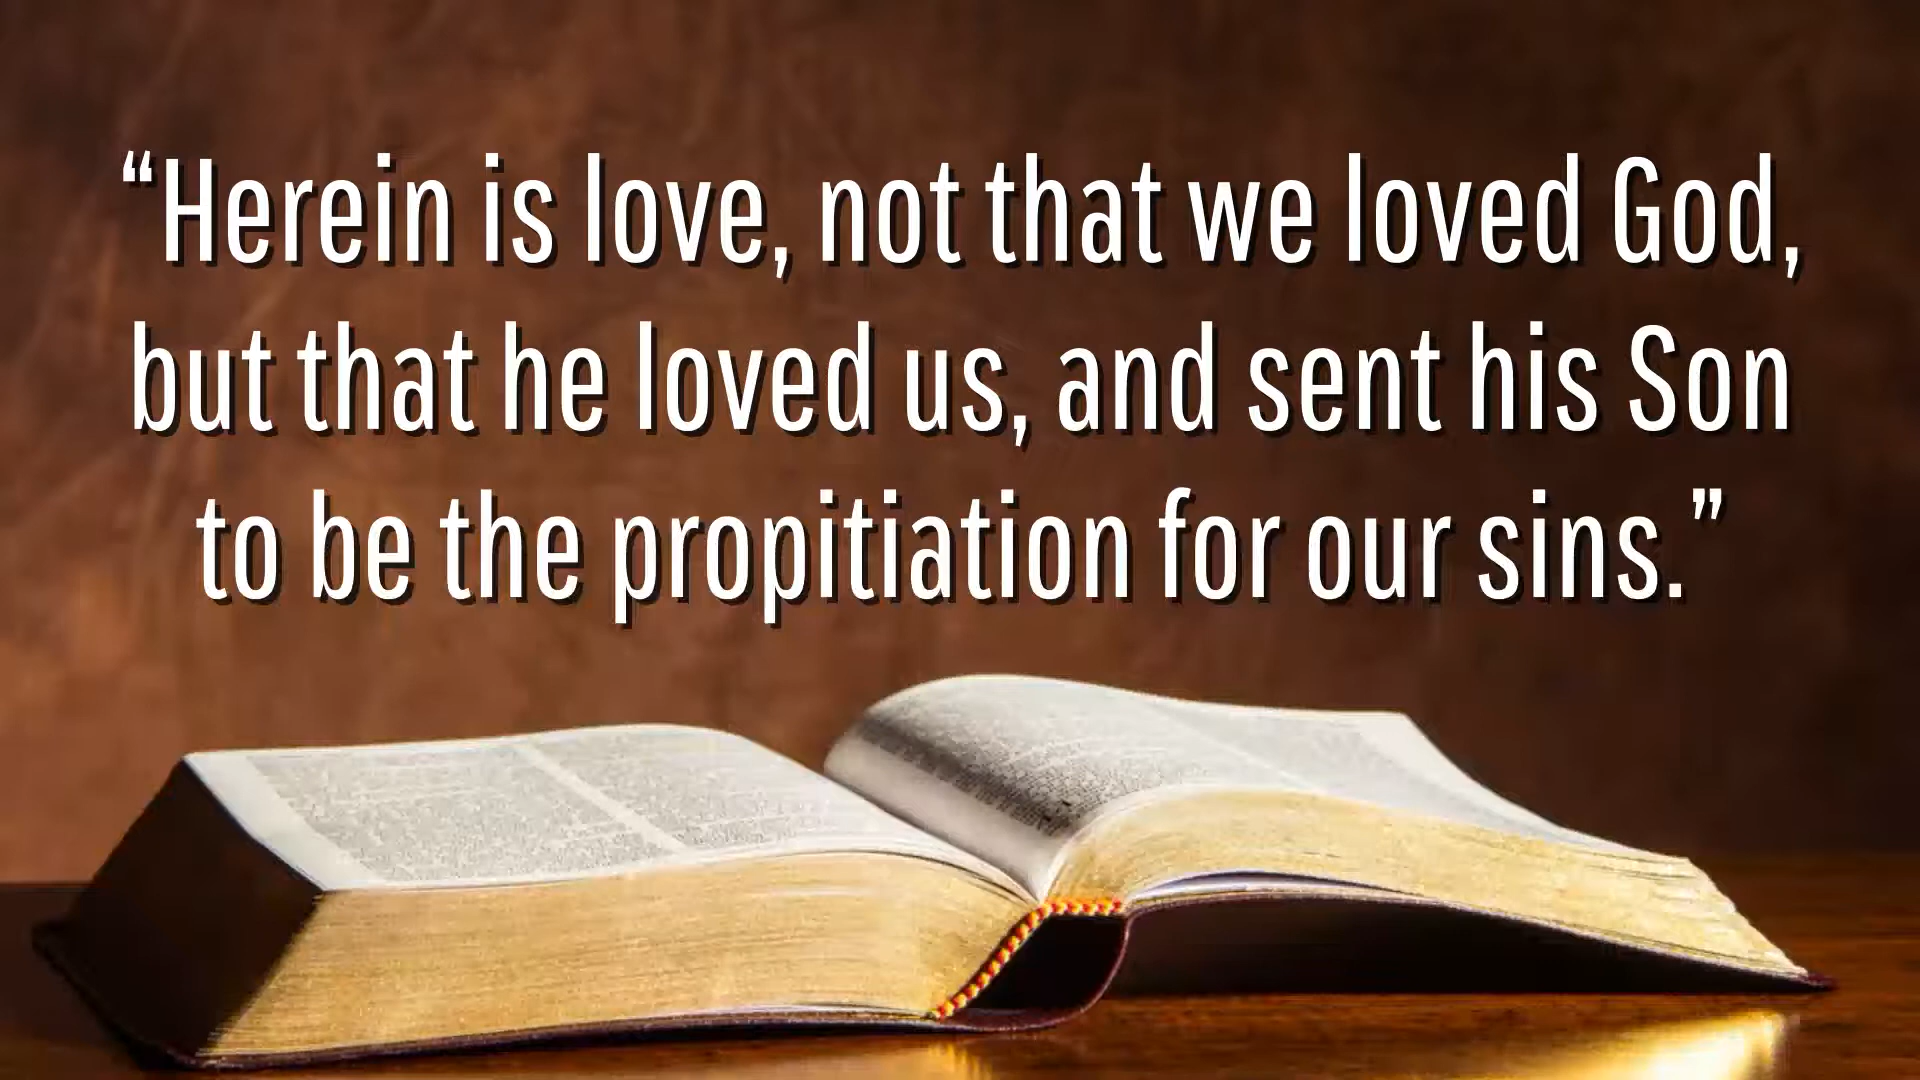 “Herein is love, not that we loved God,
but that he loved us, and sent his Son
to be the propitiation for our sins.”